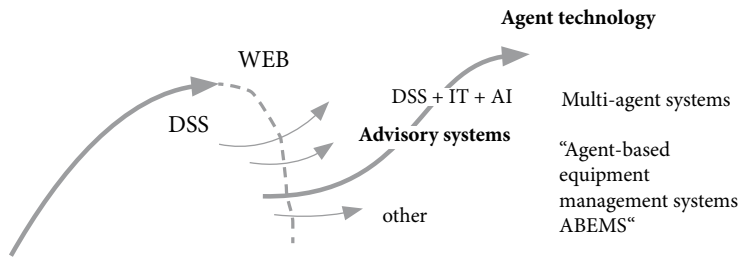 Agent technology
WEB
DSS + IT + AI
Multi-agent systems
DSS
Advisory systems
“Agent-based
equipment
management systems
ABEMS“
other